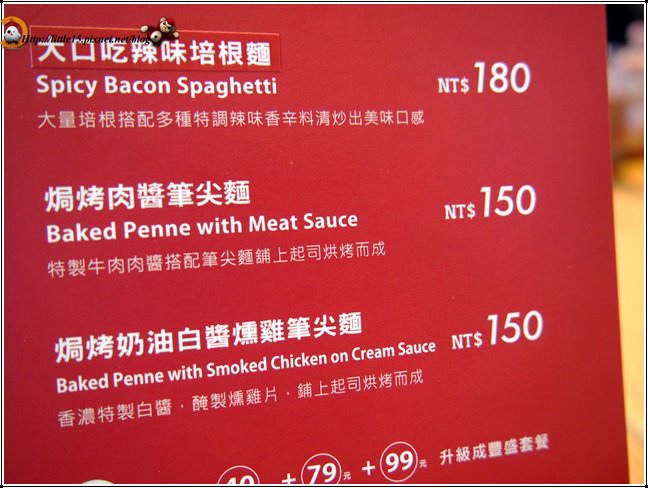 Http://little15.pixnet.net/blog
大口吃辣味培根麵
Spicy Bacon Spaghetti
NT$180
大量培根搭配多種特調辣味香辛料清炒出美味口感
焗烤肉醬筆尖麵
Baked Penne with Meat Sauce
NT$150
特製牛肉肉醬搭配筆尖麵舖上起司烘烤而成
焗烤奶油白醬燻雞筆尖麵
Baked Penne with Smoked Chicken on Cream Sauce
NT$150
香濃特製白醬，醃製燻雞片，鋪上起司烘烤而成
+79元 +99元 升級成豐盛套餐